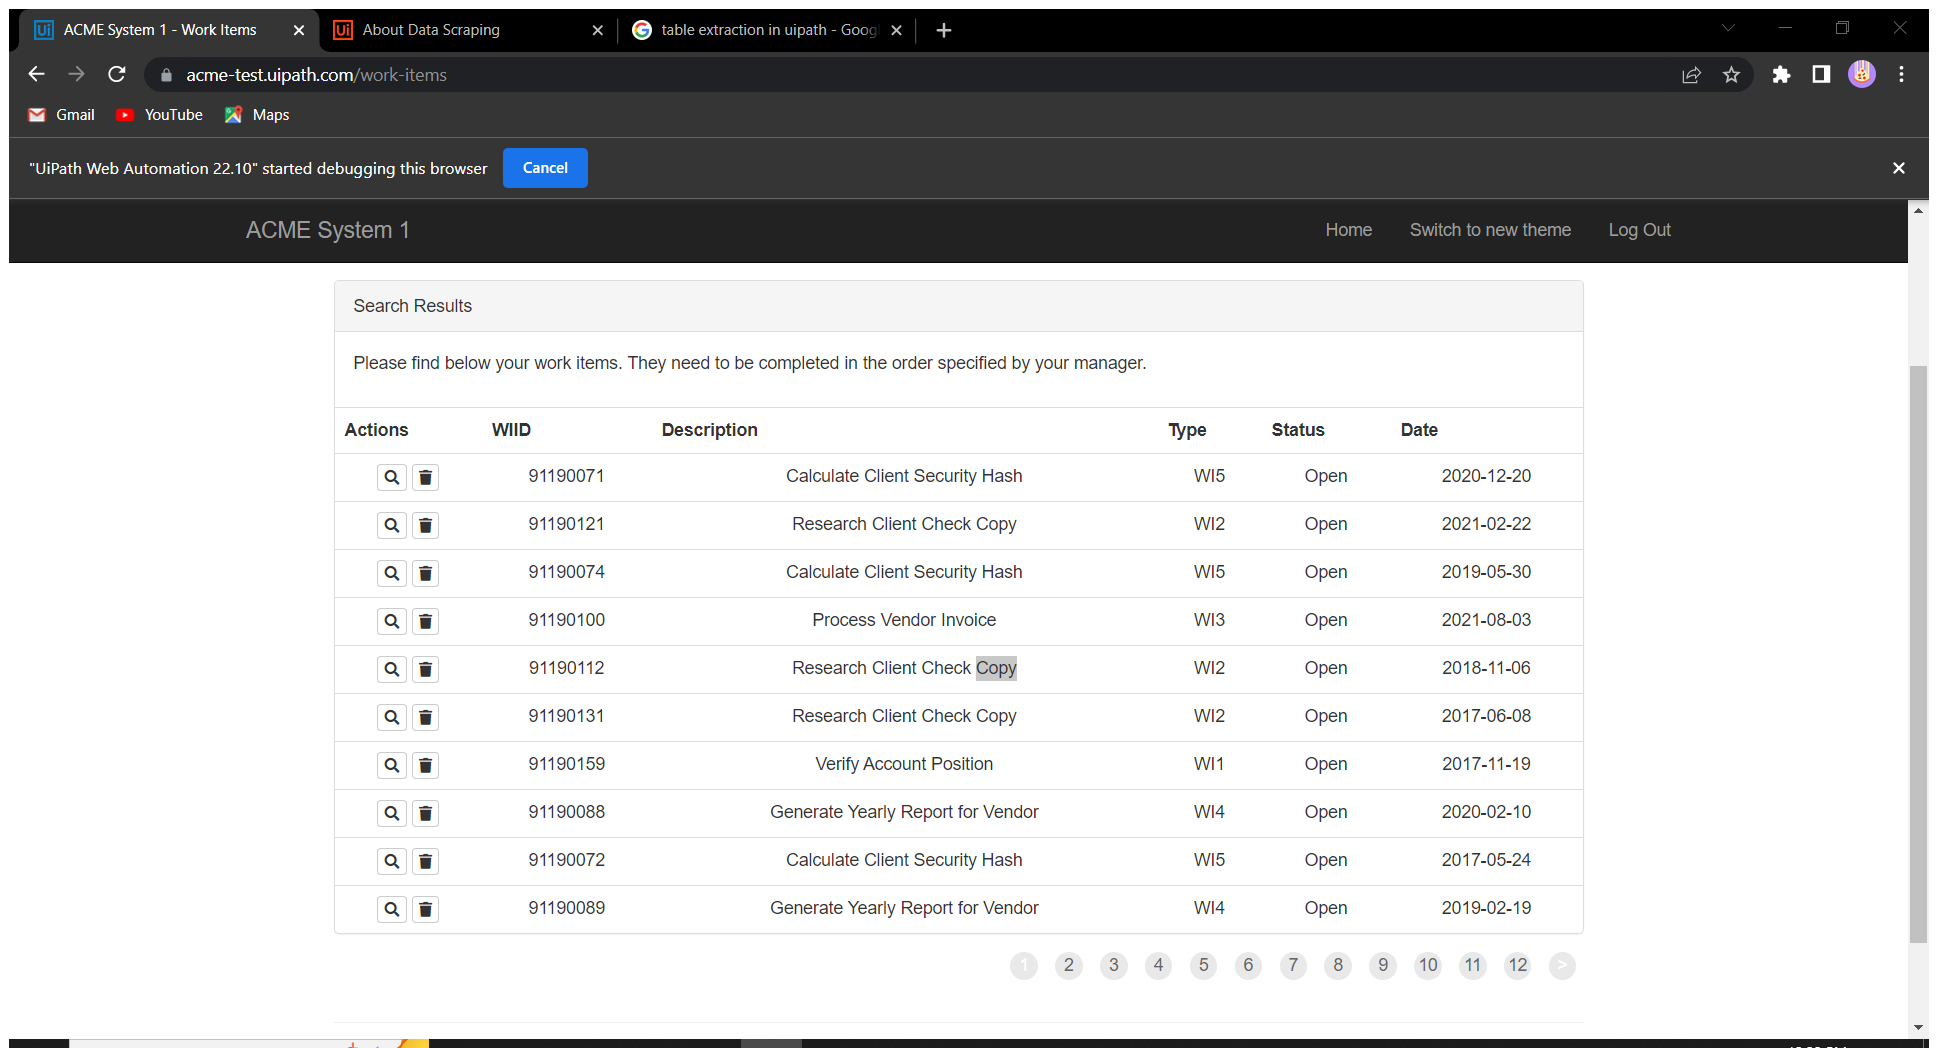 ACME System 1 - Work Items
About Data Scraping
table extraction in uipath - Goog
acme-test.uipath.com/work-items
Gmail YouTube Maps
"UiPath Web Automation 22.10" started debugging this browser Cancel
ACME System 1 Home Switch to new theme Log Out
Search Results
Please find below your work items. They need to be completed in the order specified by your manager.
Actions WIID Description Type Status Date
91190071 Calculate Client Security Hash WI5 Open 2020-12-20
91190121 Research Client Check Copy WI2 Open 2021-02-22
91190074 Calculate Client Security Hash WI5 Open 2019-05-30
91190100 Process Vendor Invoice WI3 Open 2021-08-03
91190112 Research Client Check Copy WI2 Open 2018-11-06
91190131 Research Client Check Copy WI2 Open 2017-06-08
91190159 Verify Account Position WI1 Open 2017-11-19
91190088 Generate Yearly Report for Vendor WI4 Open 2020-02-10
91190072 Calculate Client Security Hash WI5 Open 2017-05-24
91190089 Generate Yearly Report for Vendor WI4 Open 2019-02-19
1 2 3 4 5 6 7 8 9 10 11 12 >